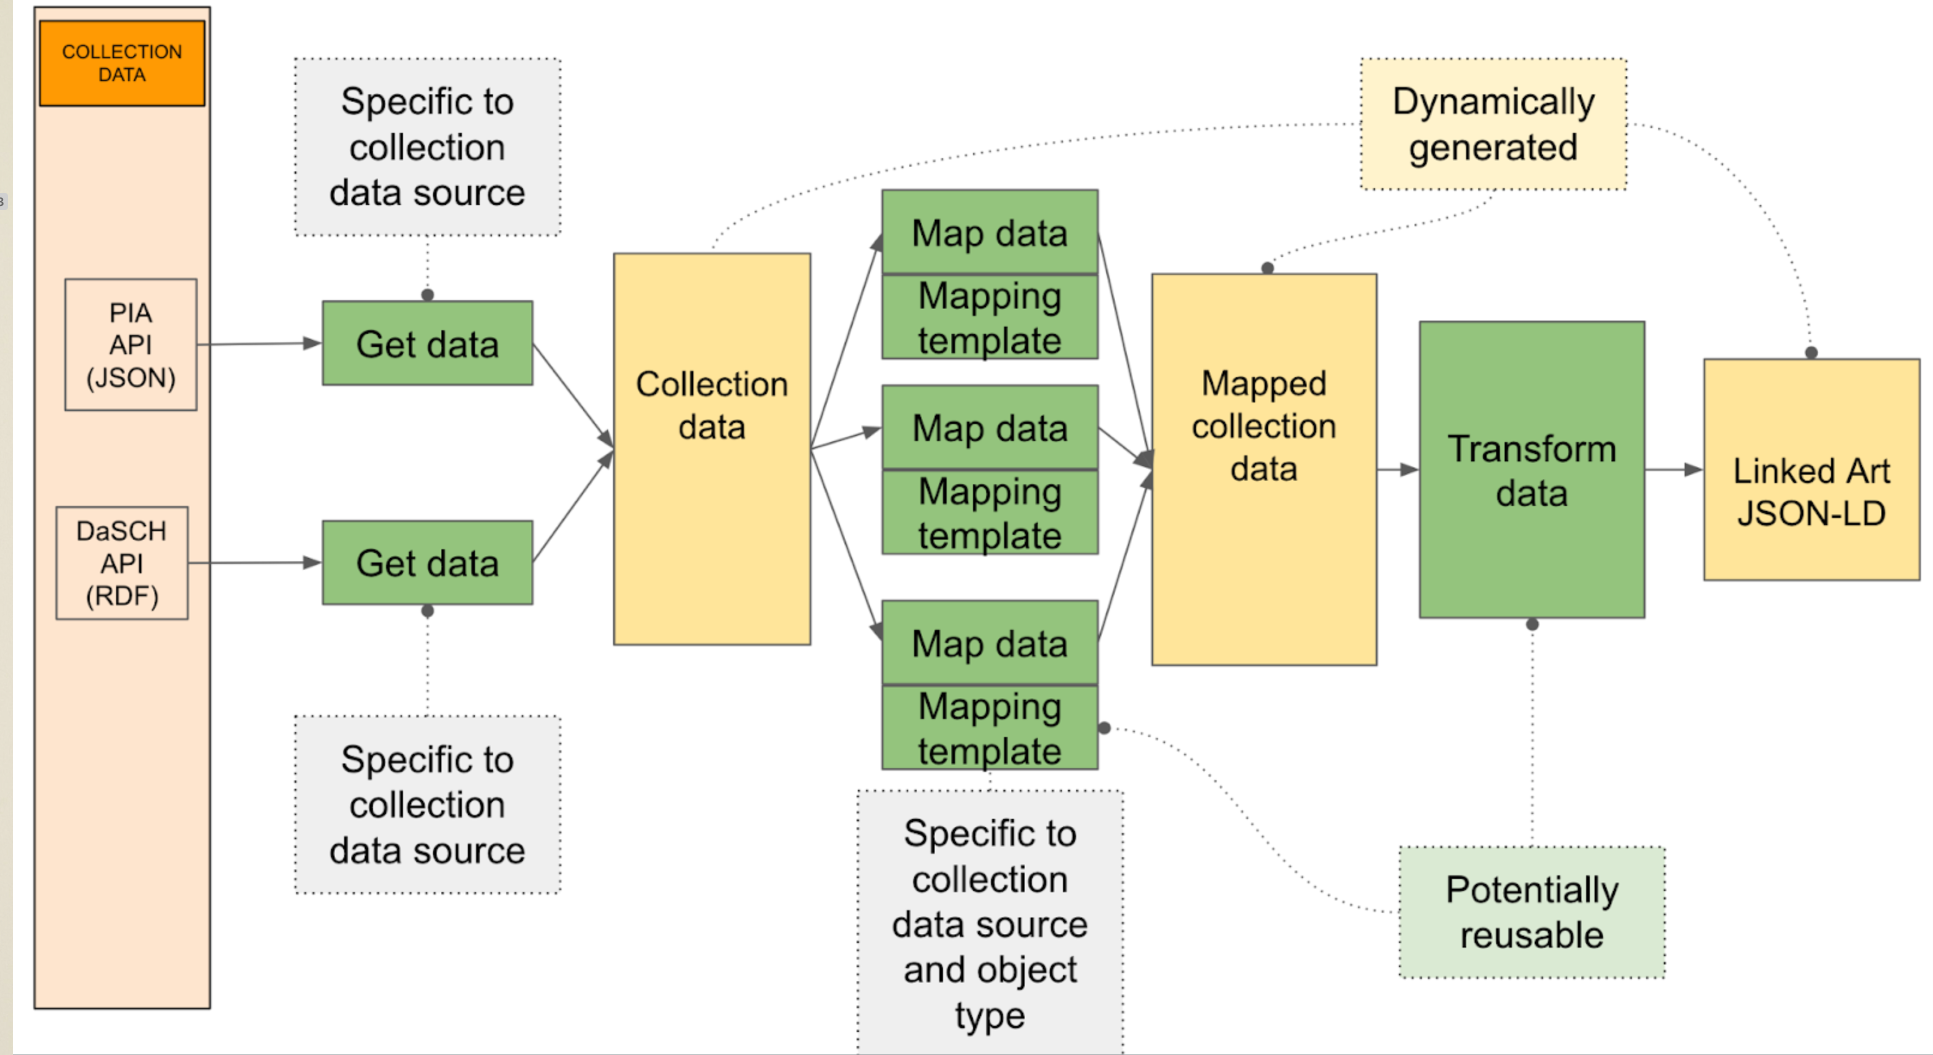 COLLECTION
DATA
PIA
API
(JSON)
DaSCH
API
(RDF)
Specific to
collection
data source
Get data
Get data
Specific to
collection
data source
Collection
data
Map data
Mapping
template
Map data
Mapping
template
Map data
Mapping
template
Specific to
collection
data source
and object
type
Dynamically
generated
Mapped
collection
data
Transform
data
Linked Art
JSON-LD
Potentially
reusable